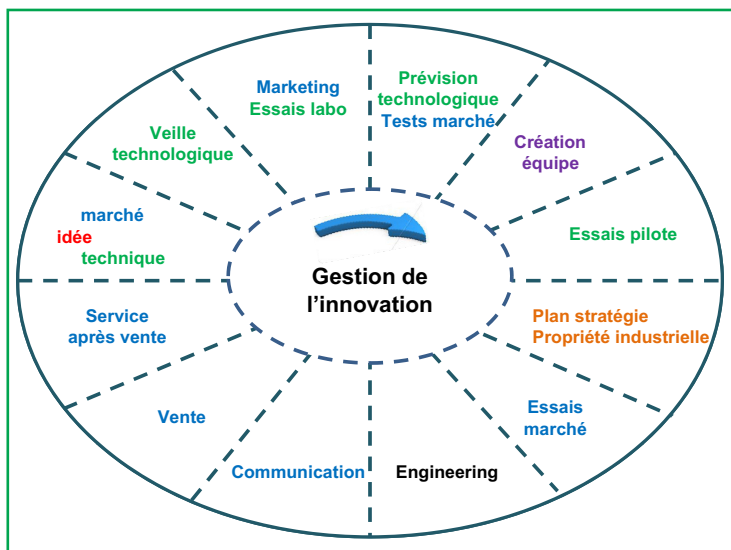 Marketing
Essais labo
Prévision
technologique
Tests marché
Création
équipe
Essais pilote
Plan stratégie
Propriété industrielle
Essais
marché
Engineering
Communication
Vente
Service
après vente
marché
idée
technique
Veille
technologique
Gestion de
l'innovation